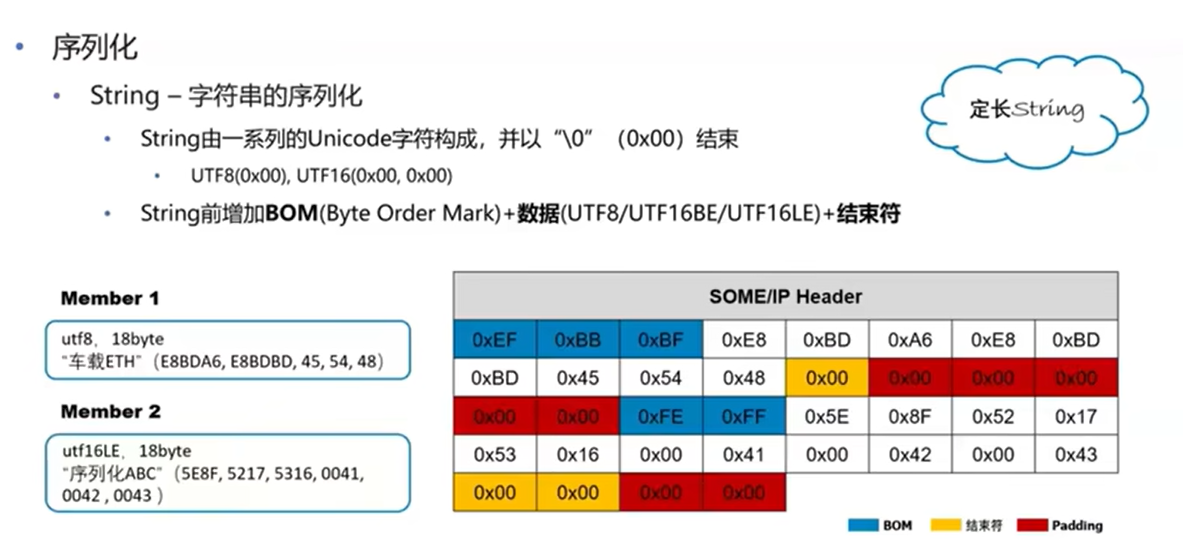 • 序列化
• String – 字符串的序列化
• String由一系列的Unicode字符构成，并以“\0”（0x00）结束
• UTF8(0x00), UTF16(0x00, 0x00)
• String前增加BOM(Byte Order Mark)+数据(UTF8/UTF16BE/UTF16LE)+结束符
定长String
Member 1
utf8，18byte
“车载ETH”（E8BDA6, E8BDBD, 45, 54, 48）
Member 2
utf16LE，18byte
“序列化ABC”（5E8F, 5217, 5316, 0041,
0042 , 0043 ）
SOME/IP Header
0xEF 0xBB 0xBF 0xE8 0xBD 0xA6 0xE8 0xBD
0xBD 0x45 0x54 0x48 0x00 0x00 0x00 0x00
0x00 0x00 0xFE 0xFF 0x5E 0x8F 0x52 0x17
0x53 0x16 0x00 0x41 0x00 0x42 0x00 0x43
0x00 0x00 0x00 0x00
BOM 结束符 Padding